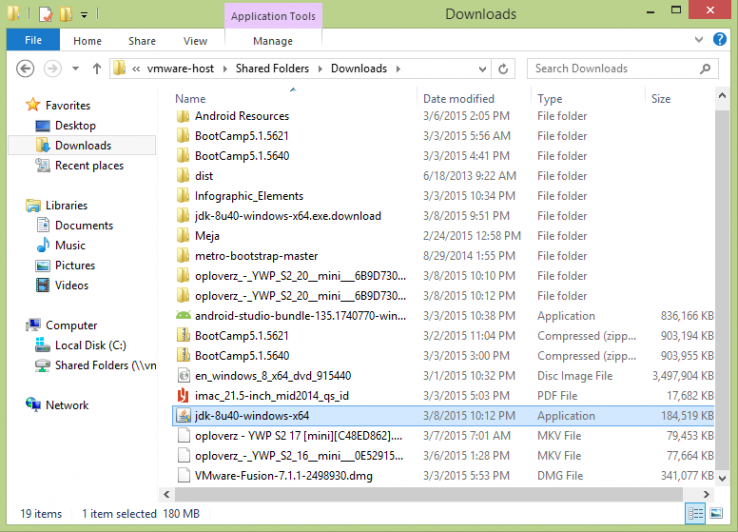 Application Tools
Downloads
File Home Share View Manage
« vmware-host Shared Folders Downloads
Search Downloads
Name Date modified Type Size
Favorites
Desktop
Downloads
Recent places
Libraries
Documents
Music
Pictures
Videos
Computer
Local Disk (C:)
Shared Folders (\\vn
Network
Android Resources 3/6/2015 2:05 PM File folder
BootCamp5.1.5621 3/3/2015 5:56 AM File folder
BootCamp5.1.5640 3/3/2015 4:41 PM File folder
dist 6/18/2013 9:22 AM File folder
Infographic_Elements 3/3/2015 10:34 PM File folder
jdk-8u40-windows-x64.exe.download 3/8/2015 9:51 PM File folder
Meja 2/24/2015 12:58 PM File folder
metro-bootstrap-master 8/29/2014 1:55 PM File folder
oploverz_-_YWP_S2_20__mini___6B9D730... 3/8/2015 10:10 PM File folder
oploverz_-_YWP_S2_20__mini___6B9D730... 3/8/2015 10:12 PM File folder
android-studio-bundle-135.1740770-win... 3/3/2015 10:38 PM Application 836,166 KB
BootCamp5.1.5621 3/2/2015 11:04 PM Compressed (zipp... 903,194 KB
BootCamp5.1.5640 3/3/2015 3:00 PM Compressed (zipp... 903,955 KB
en_windows_8_x64_dvd_915440 3/1/2015 10:32 PM Disc Image File 3,497,904 KB
imac_21.5-inch_mid2014_qs_id 3/3/2015 5:03 PM PDF File 17,682 KB
jdk-8u40-windows-x64 3/8/2015 10:12 PM Application 184,519 KB
oploverz - YWP S2 17 [mini][C48ED862].... 3/7/2015 7:01 AM MKV File 79,453 KB
oploverz_-_YWP_S2_16__mini___0E52915... 3/6/2015 1:28 PM MKV File 77,664 KB
VMware-Fusion-7.1.1-2498930.dmg 3/3/2015 5:53 PM DMG File 341,077 KB
19 items 1 item selected 180 MB